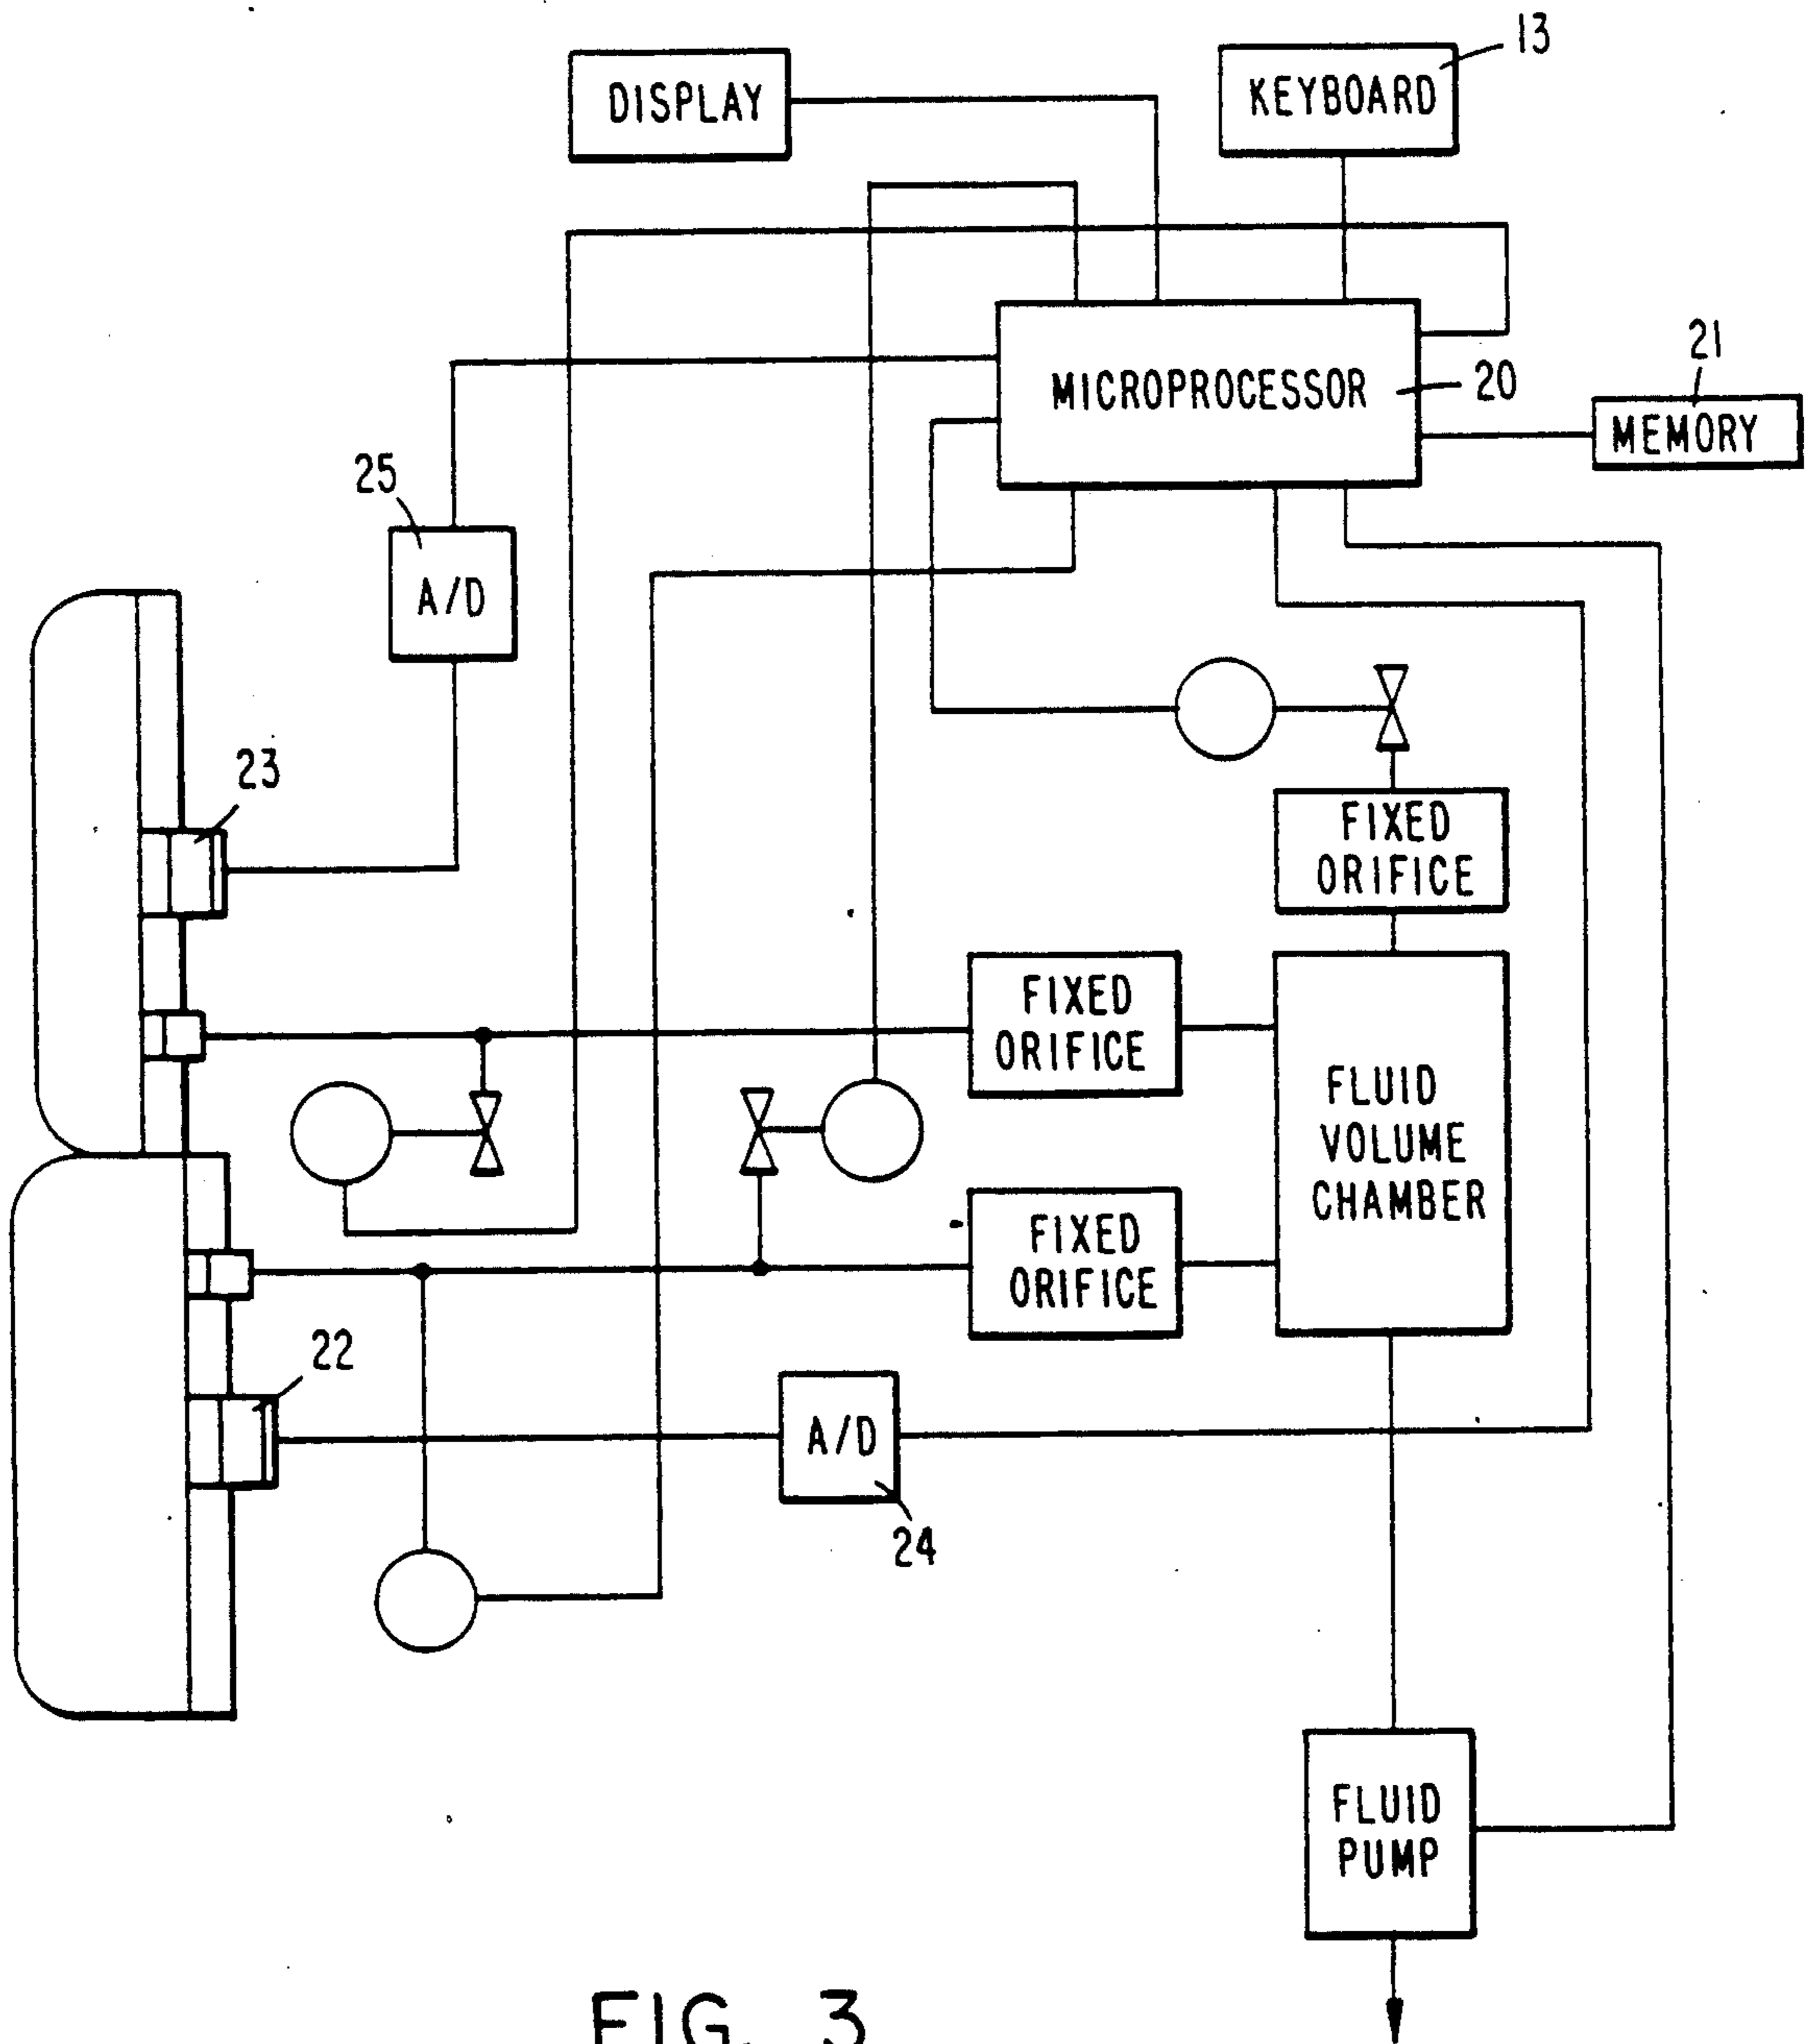 13
DISPLAY
KEYBOARD
21
MICROPROCESSOR
20
MEMORY
25
A/D
23
FIXED
ORIFICE
FIXED
ORIFICE
FLUID
VOLUME
CHAMBER
FIXED
ORIFICE
22
A/D
24
FLUID
PUMP
FIG. 3